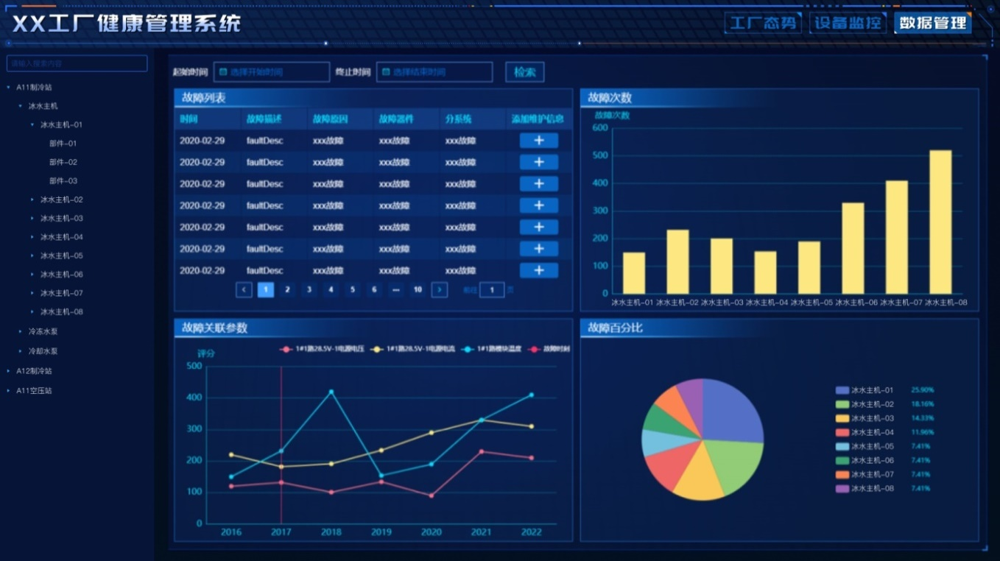 XX工厂健康管理系统
工厂态势 设备监控 数据管理
请输入搜索内容
A11制冷站
冰水主机
冰水主机-01
部件-01
部件-02
部件-03
冰水主机-02
冰水主机-03
冰水主机-04
冰水主机-05
冰水主机-06
冰水主机-07
冰水主机-08
冷冻水泵
冷却水泵
A12制冷站
A11空压站
起始时间 选择开始时间 终止时间 选择结束时间 检索
故障列表
时间 故障描述 故障原因 故障器件 分系统 添加维护信息
2020-02-29 faultDesc xxx故障 xxx故障 xxx故障 +
2020-02-29 faultDesc xxx故障 xxx故障 xxx故障 +
2020-02-29 faultDesc xxx故障 xxx故障 xxx故障 +
2020-02-29 faultDesc xxx故障 xxx故障 xxx故障 +
2020-02-29 faultDesc xxx故障 xxx故障 xxx故障 +
2020-02-29 faultDesc xxx故障 xxx故障 xxx故障 +
2020-02-29 faultDesc xxx故障 xxx故障 xxx故障 +
< 1 2 3 4 5 6 ··· 10 > 前往 1 页
故障次数
故障次数
600
500
400
300
200
100
0
冰水主机-01 冰水主机-02 冰水主机-03 冰水主机-04 冰水主机-05 冰水主机-06 冰水主机-07 冰水主机-08
故障关联参数
1#1路28.5V-1电源电压 1#1路28.5V-1电源电流 1#1路模块温度 故障时刻
评分
500
400
300
200
100
0
2016 2017 2018 2019 2020 2021 2022
故障百分比
冰水主机-01 25.90%
冰水主机-02 18.16%
冰水主机-03 14.33%
冰水主机-04 11.96%
冰水主机-05 7.41%
冰水主机-06 7.41%
冰水主机-07 7.41%
冰水主机-08 7.41%